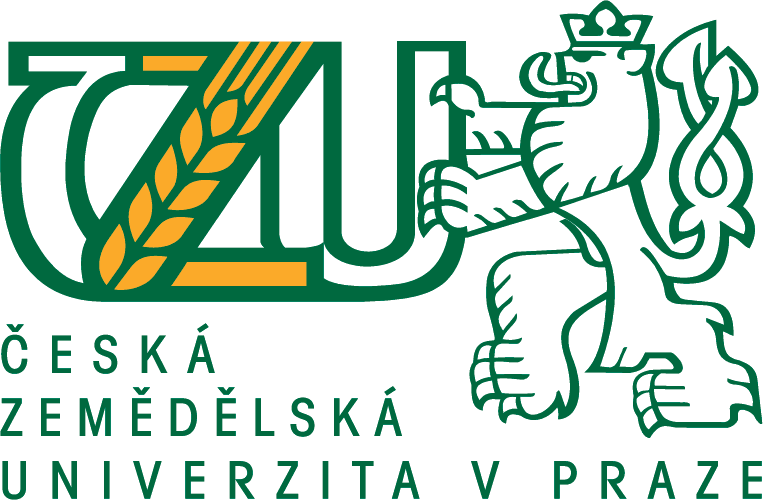 ČZU
ČESKÁ
ZEMĚDĚLSKÁ
UNIVERZITA V PRAZE